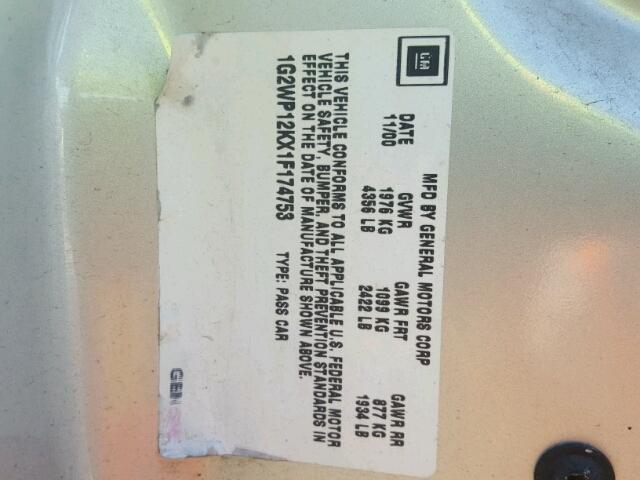 GM
MFD BY GENERAL MOTORS CORP
DATE GVWR GAWR FRT GAWR RR
11/00 1976 KG 1099 KG 877 KG
4356 LB 2422 LB 1934 LB
THIS VEHICLE CONFORMS TO ALL APPLICABLE U.S. FEDERAL MOTOR
VEHICLE SAFETY, BUMPER, AND THEFT PREVENTION STANDARDS IN
EFFECT ON THE DATE OF MANUFACTURE SHOWN ABOVE.
1G2WP12KX1F174753 TYPE: PASS CAR